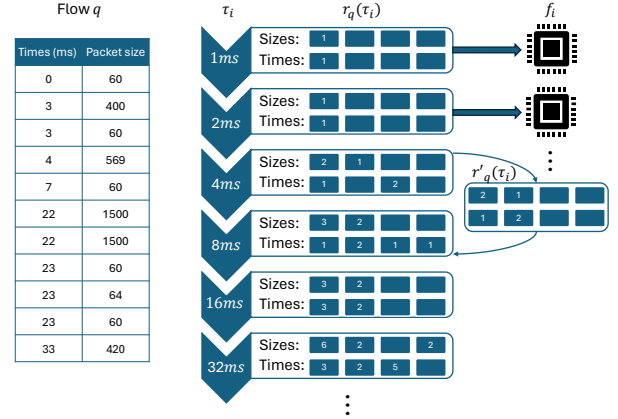 Flow q
Times (ms) Packet size
0 60
3 400
3 60
4 569
7 60
22 1500
22 1500
23 60
23 64
23 60
33 420
τᵢ r_q(τᵢ) fᵢ
1ms
Sizes: 1
Times: 1
2ms
Sizes: 1
Times: 1
4ms
Sizes: 2 1
Times: 1 2
r'_q(τᵢ)
2 1
1 2
8ms
Sizes: 3 2
Times: 1 2 1 1
16ms
Sizes: 3 2
Times: 3 2
32ms
Sizes: 6 2 2
Times: 3 2 5